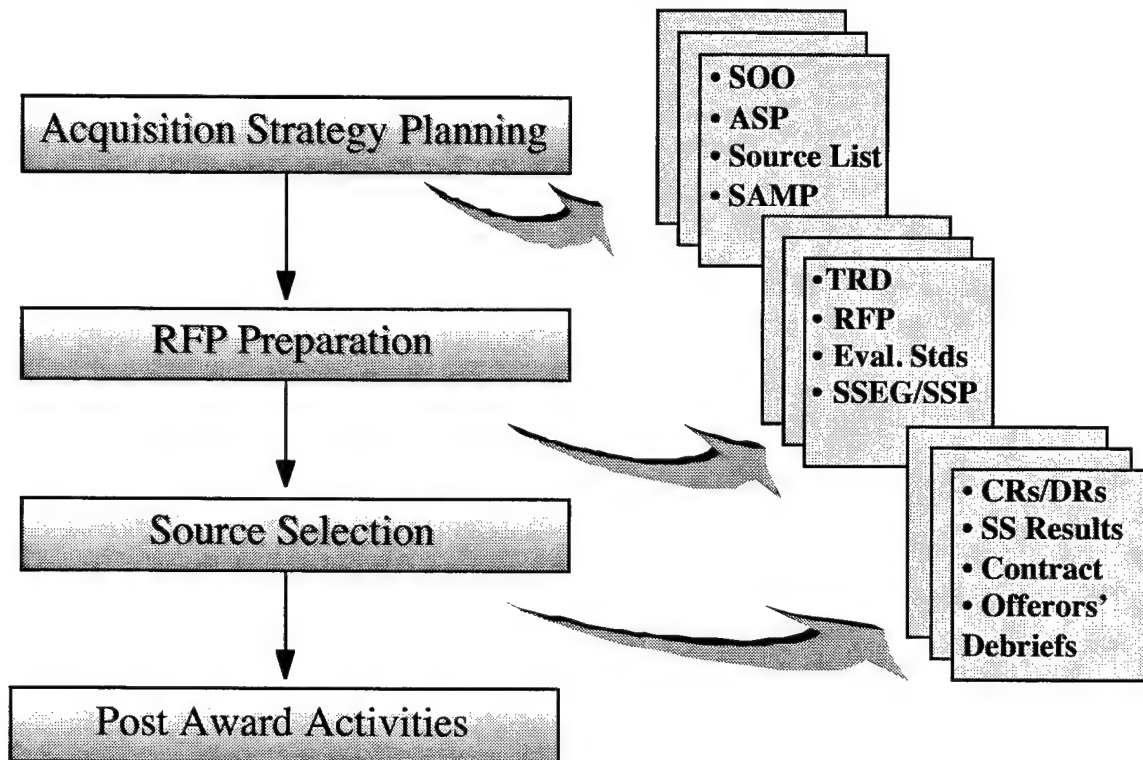 Acquisition Strategy Planning
RFP Preparation
Source Selection
Post Award Activities
• SOO
• ASP
• Source List
• SAMP
•TRD
• RFP
• Eval. Stds
• SSEG/SSP
• CRs/DRs
• SS Results
• Contract
• Offerors’
Debriefs